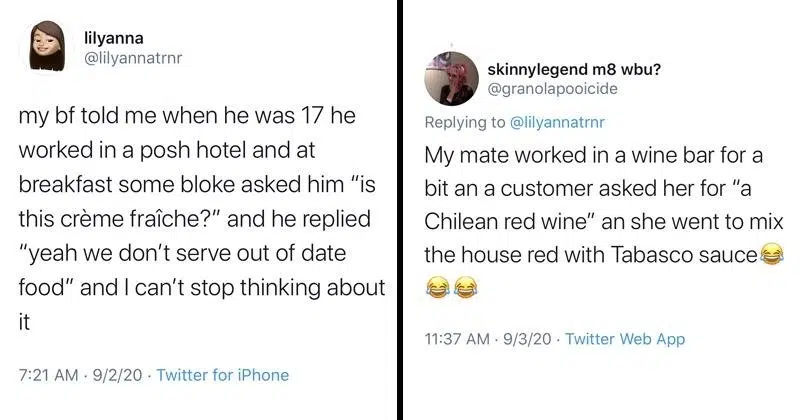 lilyanna
@lilyannatrnr
my bf told me when he was 17 he
worked in a posh hotel and at
breakfast some bloke asked him “is
this crème fraîche?” and he replied
“yeah we don’t serve out of date
food” and I can’t stop thinking about
it
7:21 AM · 9/2/20 · Twitter for iPhone
skinnylegend m8 wbu?
@granolapooicide
Replying to @lilyannatrnr
My mate worked in a wine bar for a
bit an a customer asked her for “a
Chilean red wine” an she went to mix
the house red with Tabasco sauce😂
😂😂
11:37 AM · 9/3/20 · Twitter Web App